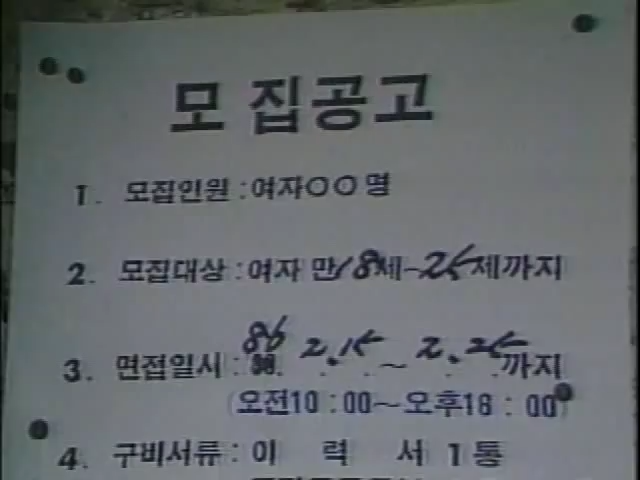 모집공고
1. 모집인원 : 여자○○명
2. 모집대상 : 여자 만18세~25세까지
3. 면접일시 : 86. 2. 15 ~ 2. 25까지
(오전10 : 00~오후18 : 00)
4. 구비서류 : 이 력 서 1 통